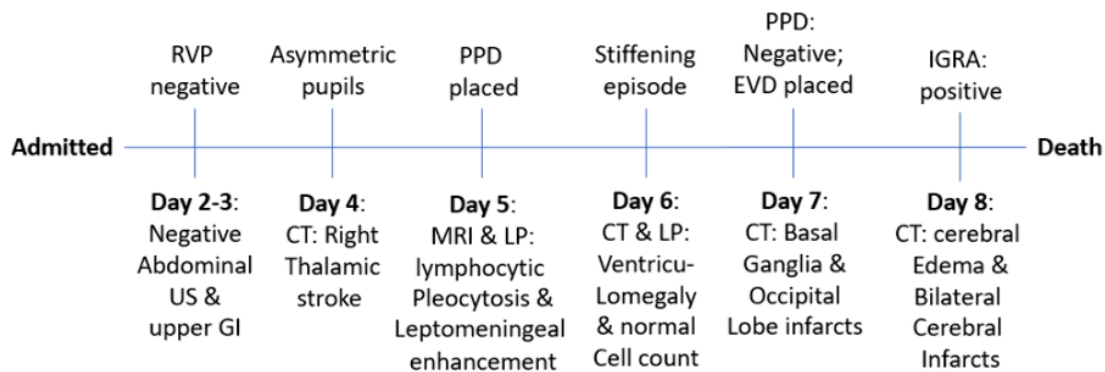 RVP
negative
Asymmetric
pupils
PPD
placed
Stiffening
episode
PPD:
Negative;
EVD placed
IGRA:
positive
Admitted
Death
Day 2-3:
Negative
Abdominal
US &
upper GI
Day 4:
CT: Right
Thalamic
stroke
Day 5:
MRI & LP:
lymphocytic
Pleocytosis &
Leptomeningeal
enhancement
Day 6:
CT & LP:
Ventricu-
Lomegaly
& normal
Cell count
Day 7:
CT: Basal
Ganglia &
Occipital
Lobe infarcts
Day 8:
CT: cerebral
Edema &
Bilateral
Cerebral
Infarcts